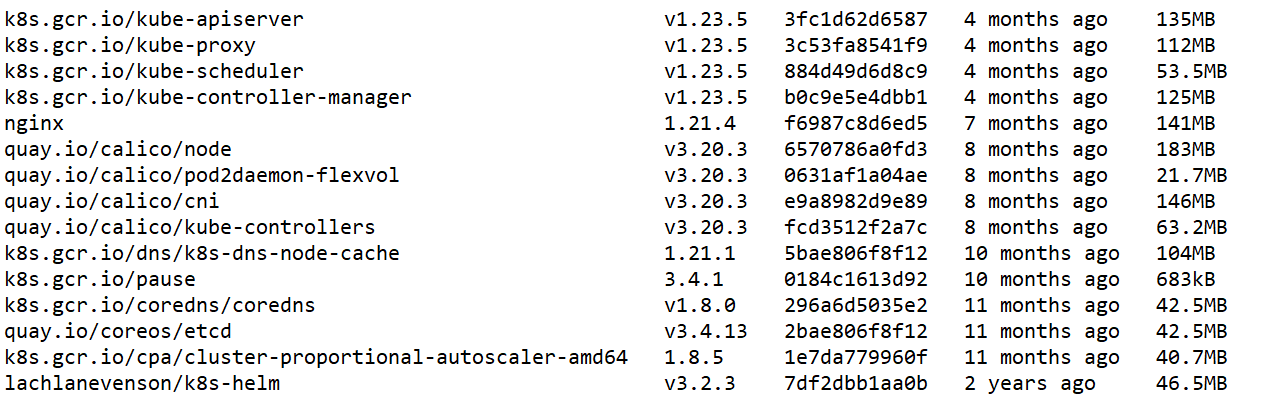 k8s.gcr.io/kube-apiserver v1.23.5 3fc1d62d6587 4 months ago 135MB
k8s.gcr.io/kube-proxy v1.23.5 3c53fa8541f9 4 months ago 112MB
k8s.gcr.io/kube-scheduler v1.23.5 884d49d6d8c9 4 months ago 53.5MB
k8s.gcr.io/kube-controller-manager v1.23.5 b0c9e5e4dbb1 4 months ago 125MB
nginx 1.21.4 f6987c8d6ed5 7 months ago 141MB
quay.io/calico/node v3.20.3 6570786a0fd3 8 months ago 183MB
quay.io/calico/pod2daemon-flexvol v3.20.3 0631af1a04ae 8 months ago 21.7MB
quay.io/calico/cni v3.20.3 e9a8982d9e89 8 months ago 146MB
quay.io/calico/kube-controllers v3.20.3 fcd3512f2a7c 8 months ago 63.2MB
k8s.gcr.io/dns/k8s-dns-node-cache 1.21.1 5bae806f8f12 10 months ago 104MB
k8s.gcr.io/pause 3.4.1 0184c1613d92 10 months ago 683kB
k8s.gcr.io/coredns/coredns v1.8.0 296a6d5035e2 11 months ago 42.5MB
quay.io/coreos/etcd v3.4.13 2bae806f8f12 11 months ago 42.5MB
k8s.gcr.io/cpa/cluster-proportional-autoscaler-amd64 1.8.5 1e7da779960f 11 months ago 40.7MB
lachlanevenson/k8s-helm v3.2.3 7df2dbb1aa0b 2 years ago 46.5MB